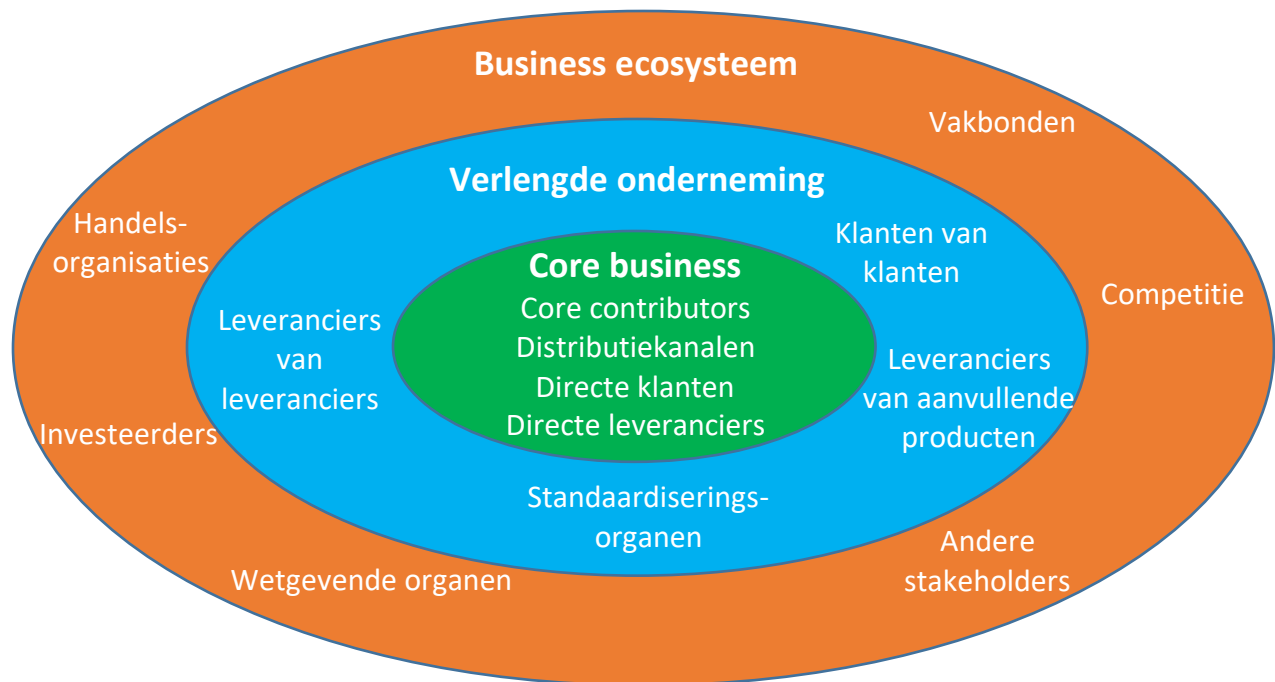 Business ecosysteem
Vakbonden
Verlengde onderneming
Handels-
organisaties
Klanten van
klanten
Core business
Core contributors
Distributiekanalen
Directe klanten
Directe leveranciers
Competitie
Leveranciers
van
leveranciers
Leveranciers
van aanvullende
producten
Investeerders
Standaardiserings-
organen
Andere
stakeholders
Wetgevende organen